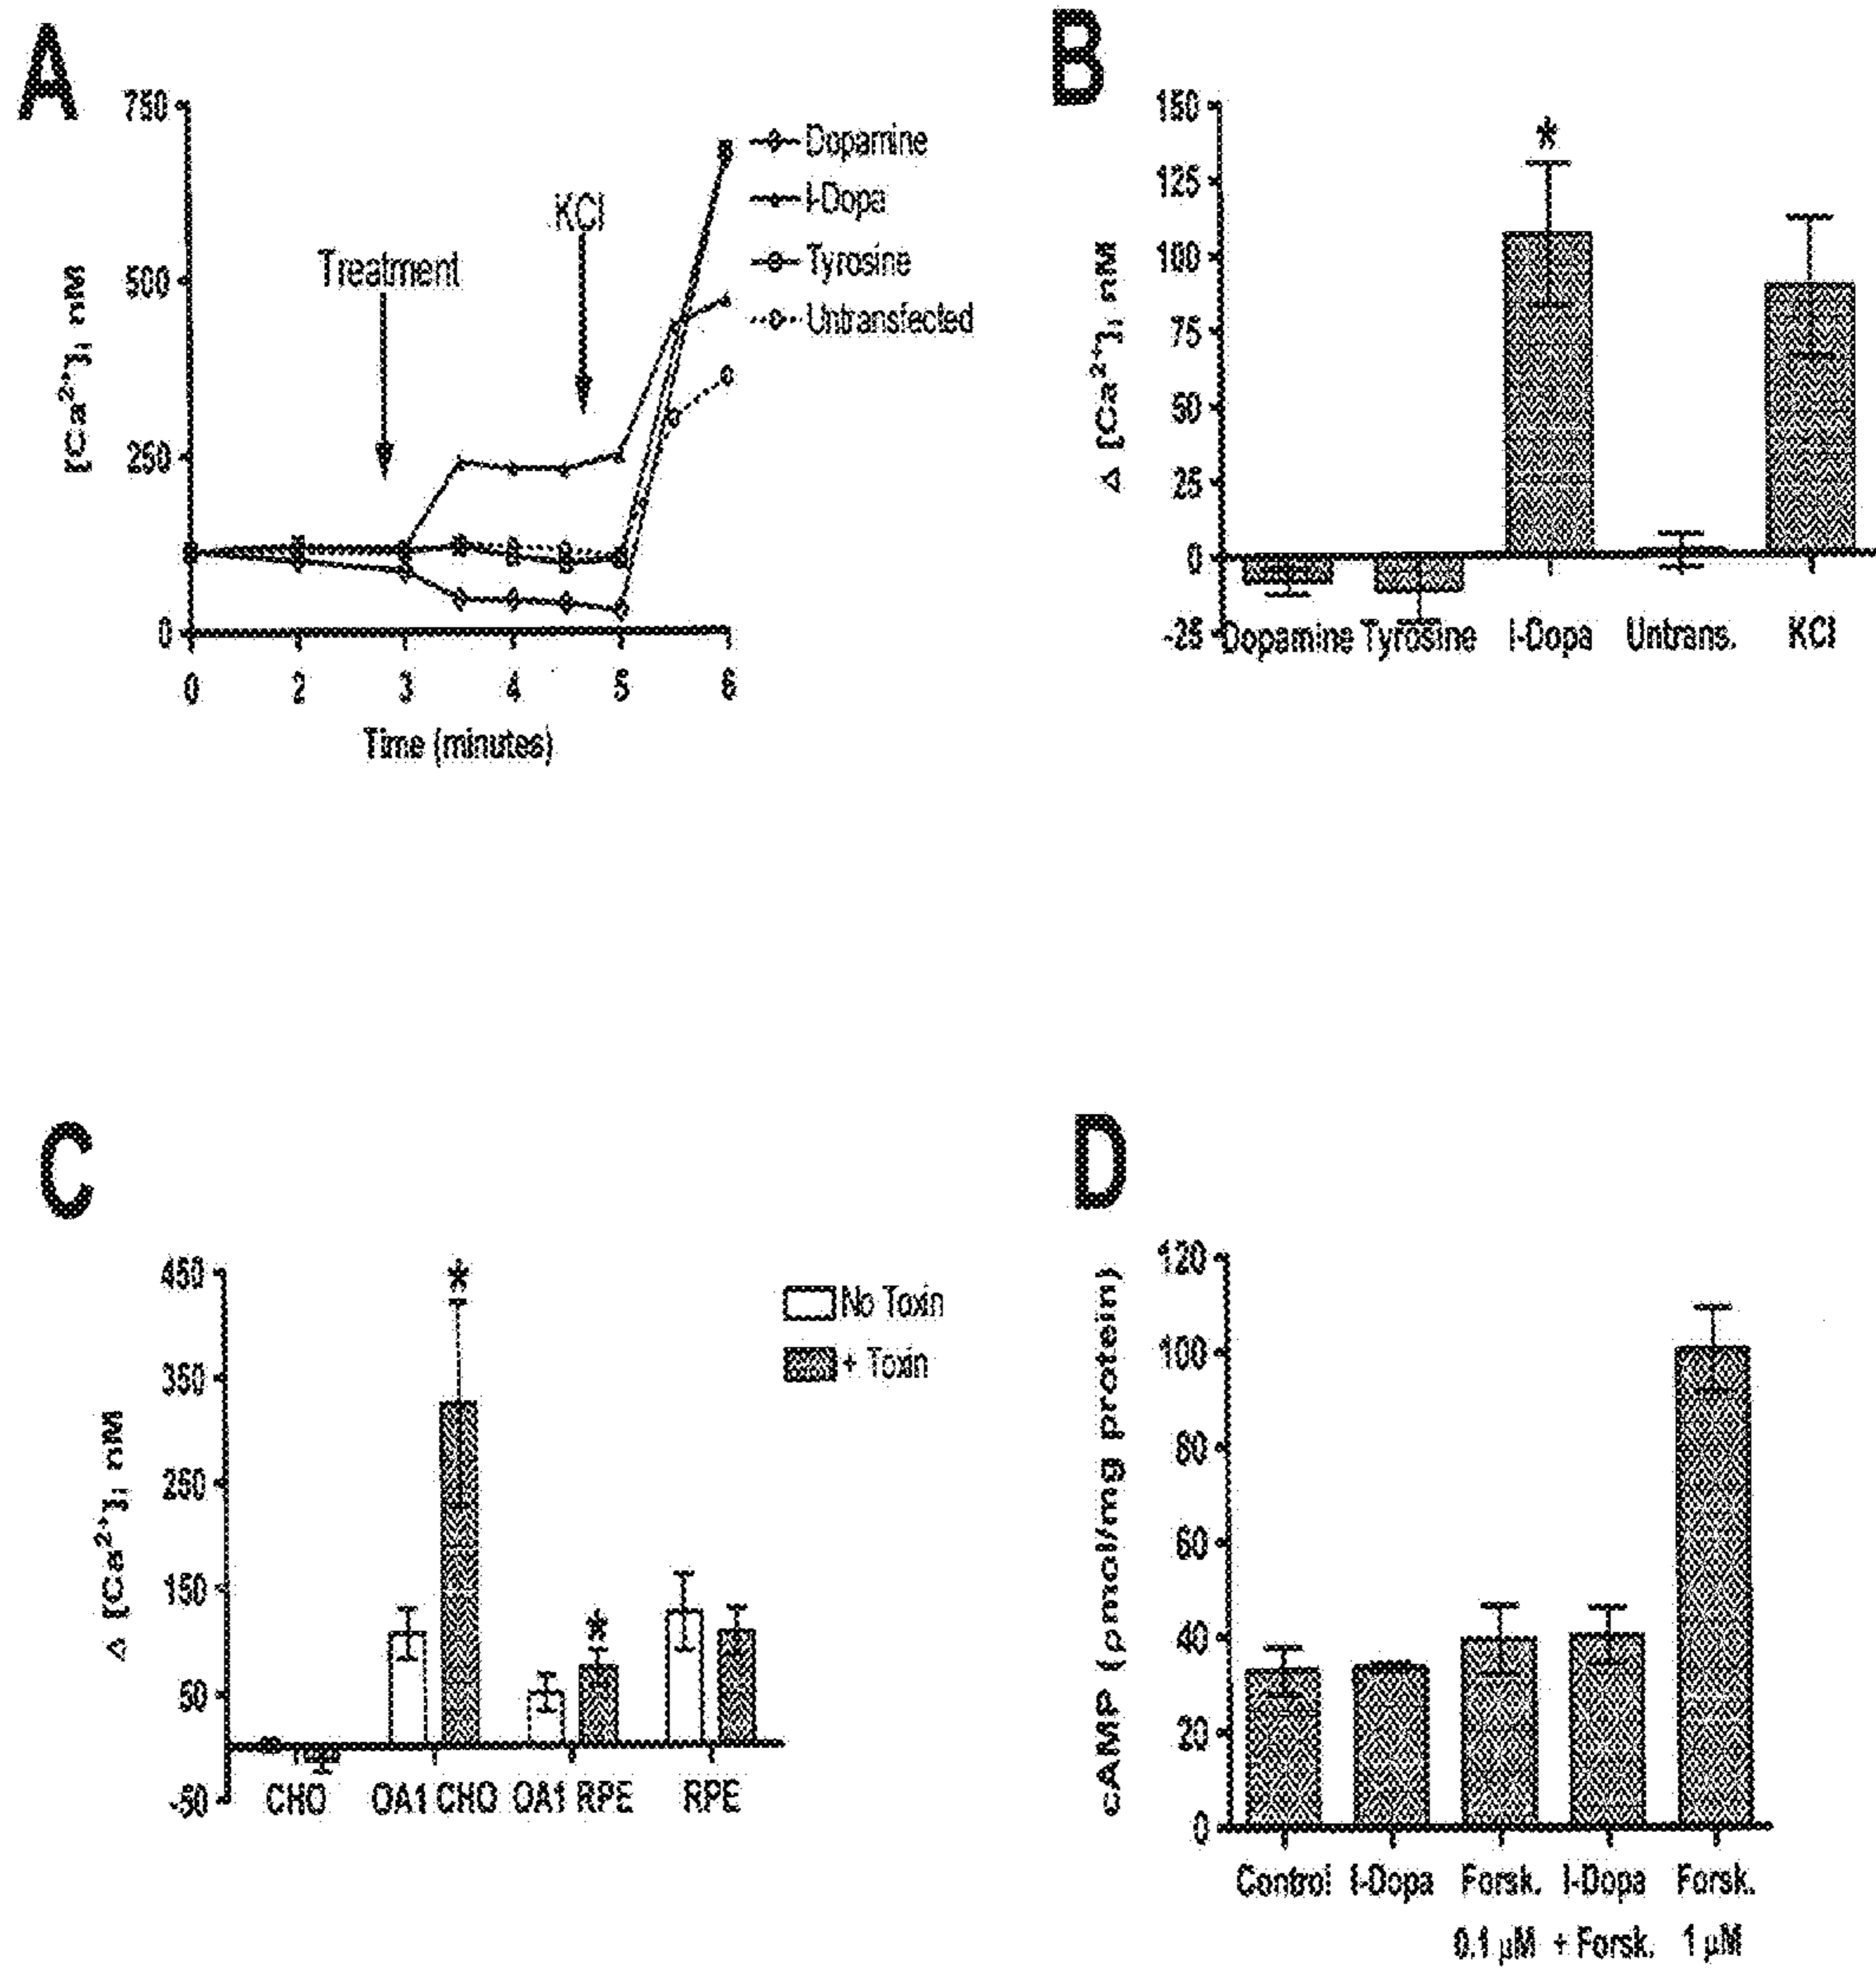 A
750
500
250
0
[Ca²⁺]i nM
Treatment
KCl
Dopamine
l-Dopa
Tyrosine
Untransfected
0 2 3 4 5 6
Time (minutes)
B
150
125
100
75
50
25
0
-25
Δ [Ca²⁺]i nM
*
Dopamine Tyrosine l-Dopa Untrans. KCl
C
450
350
250
150
50
-50
Δ [Ca²⁺]i nM
*
*
No Toxin
+ Toxin
CHO OA1 CHO OA1 RPE RPE
D
120
100
80
60
40
20
0
cAMP (pmol/mg protein)
Control l-Dopa Forsk. l-Dopa Forsk.
0.1 μM + Forsk. 1 μM